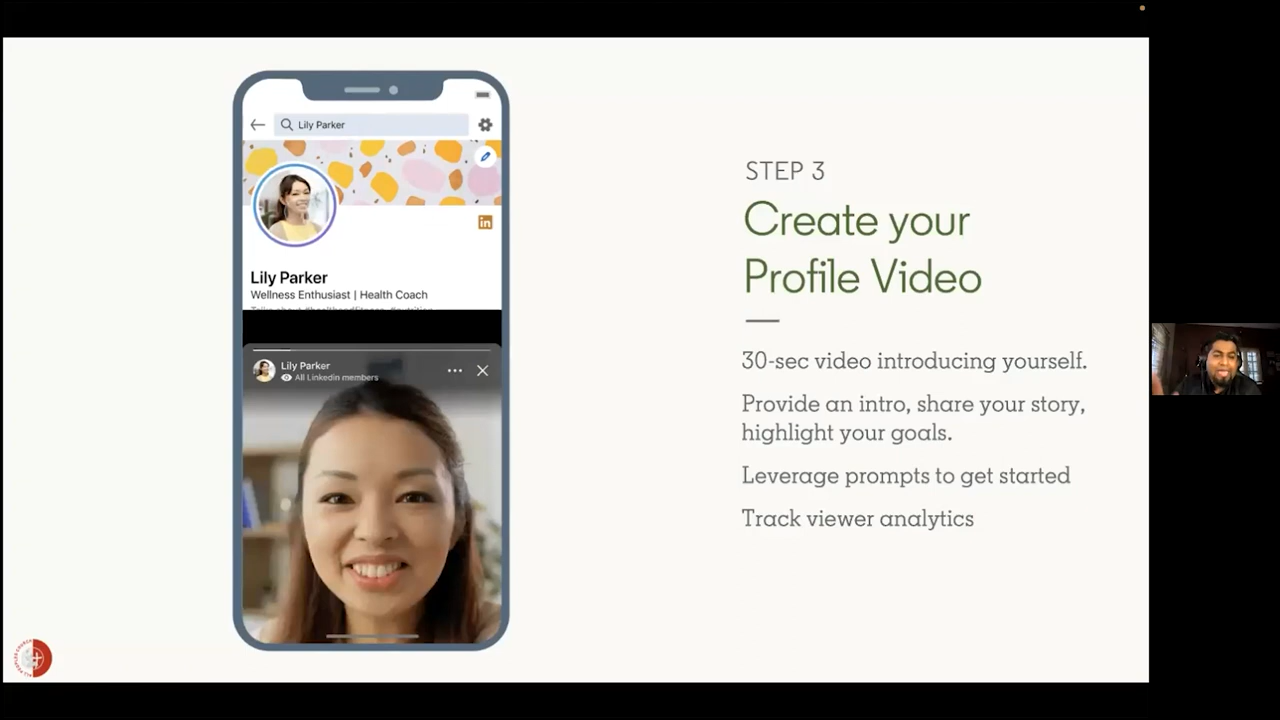 Lily Parker
in
Lily Parker
Wellness Enthusiast | Health Coach
Lily Parker
All Linkedin members
STEP 3
Create your
Profile Video
30-sec video introducing yourself.
Provide an intro, share your story,
highlight your goals.
Leverage prompts to get started
Track viewer analytics